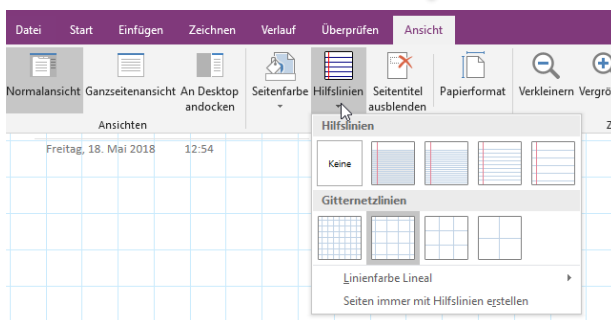 Datei Start Einfügen Zeichnen Verlauf Überprüfen Ansicht
Normalansicht Ganzseitenansicht An Desktop andocken Seitenfarbe Hilfslinien Seitentitel ausblenden Papierformat Verkleinern Vergrö
Ansichten Z
Hilfslinien
Freitag, 18. Mai 2018 12:54
Keine
Gitternetzlinien
Linienfarbe Lineal
Seiten immer mit Hilfslinien erstellen